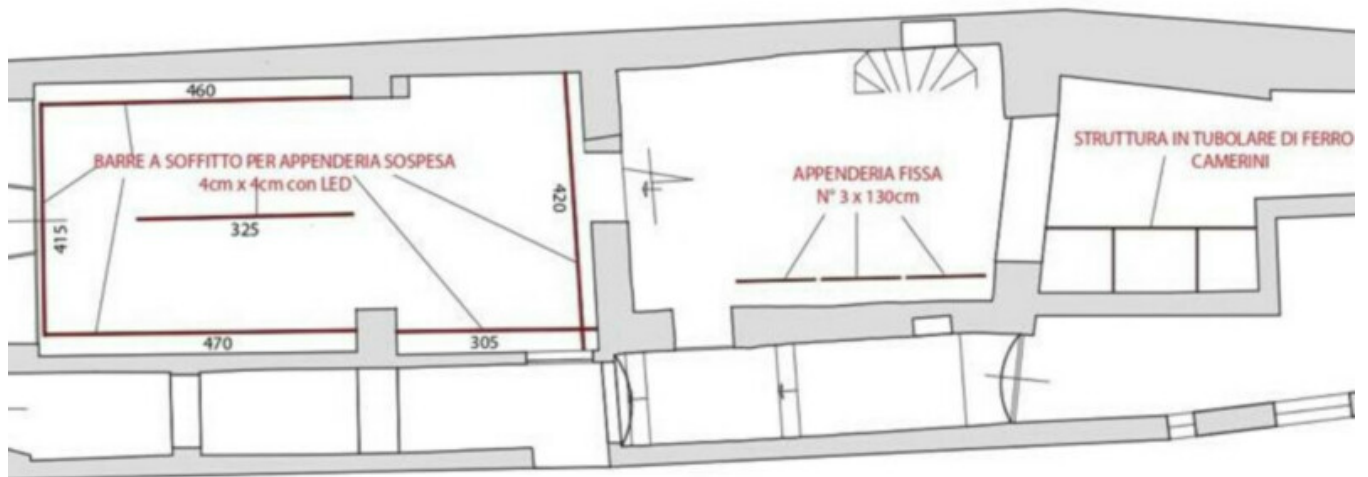 460
BARRE A SOFFITTO PER APPENDERIA SOSPESA
4cm x 4cm con LED
325
415
420
470
305
APPENDERIA FISSA
N° 3 x 130cm
STRUTTURA IN TUBOLARE DI FERRO
CAMERINI